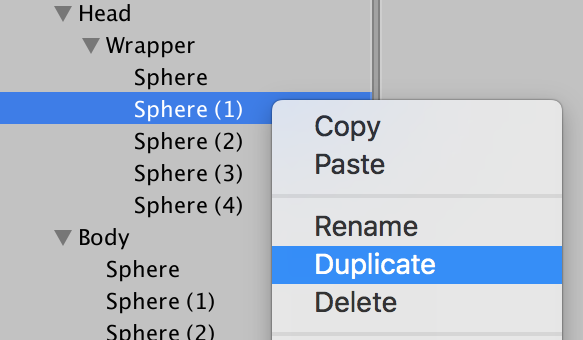 Head
Wrapper
Sphere
Sphere (1)
Sphere (2)
Sphere (3)
Sphere (4)
Body
Sphere
Sphere (1)
Sphere (2)
Copy
Paste
Rename
Duplicate
Delete